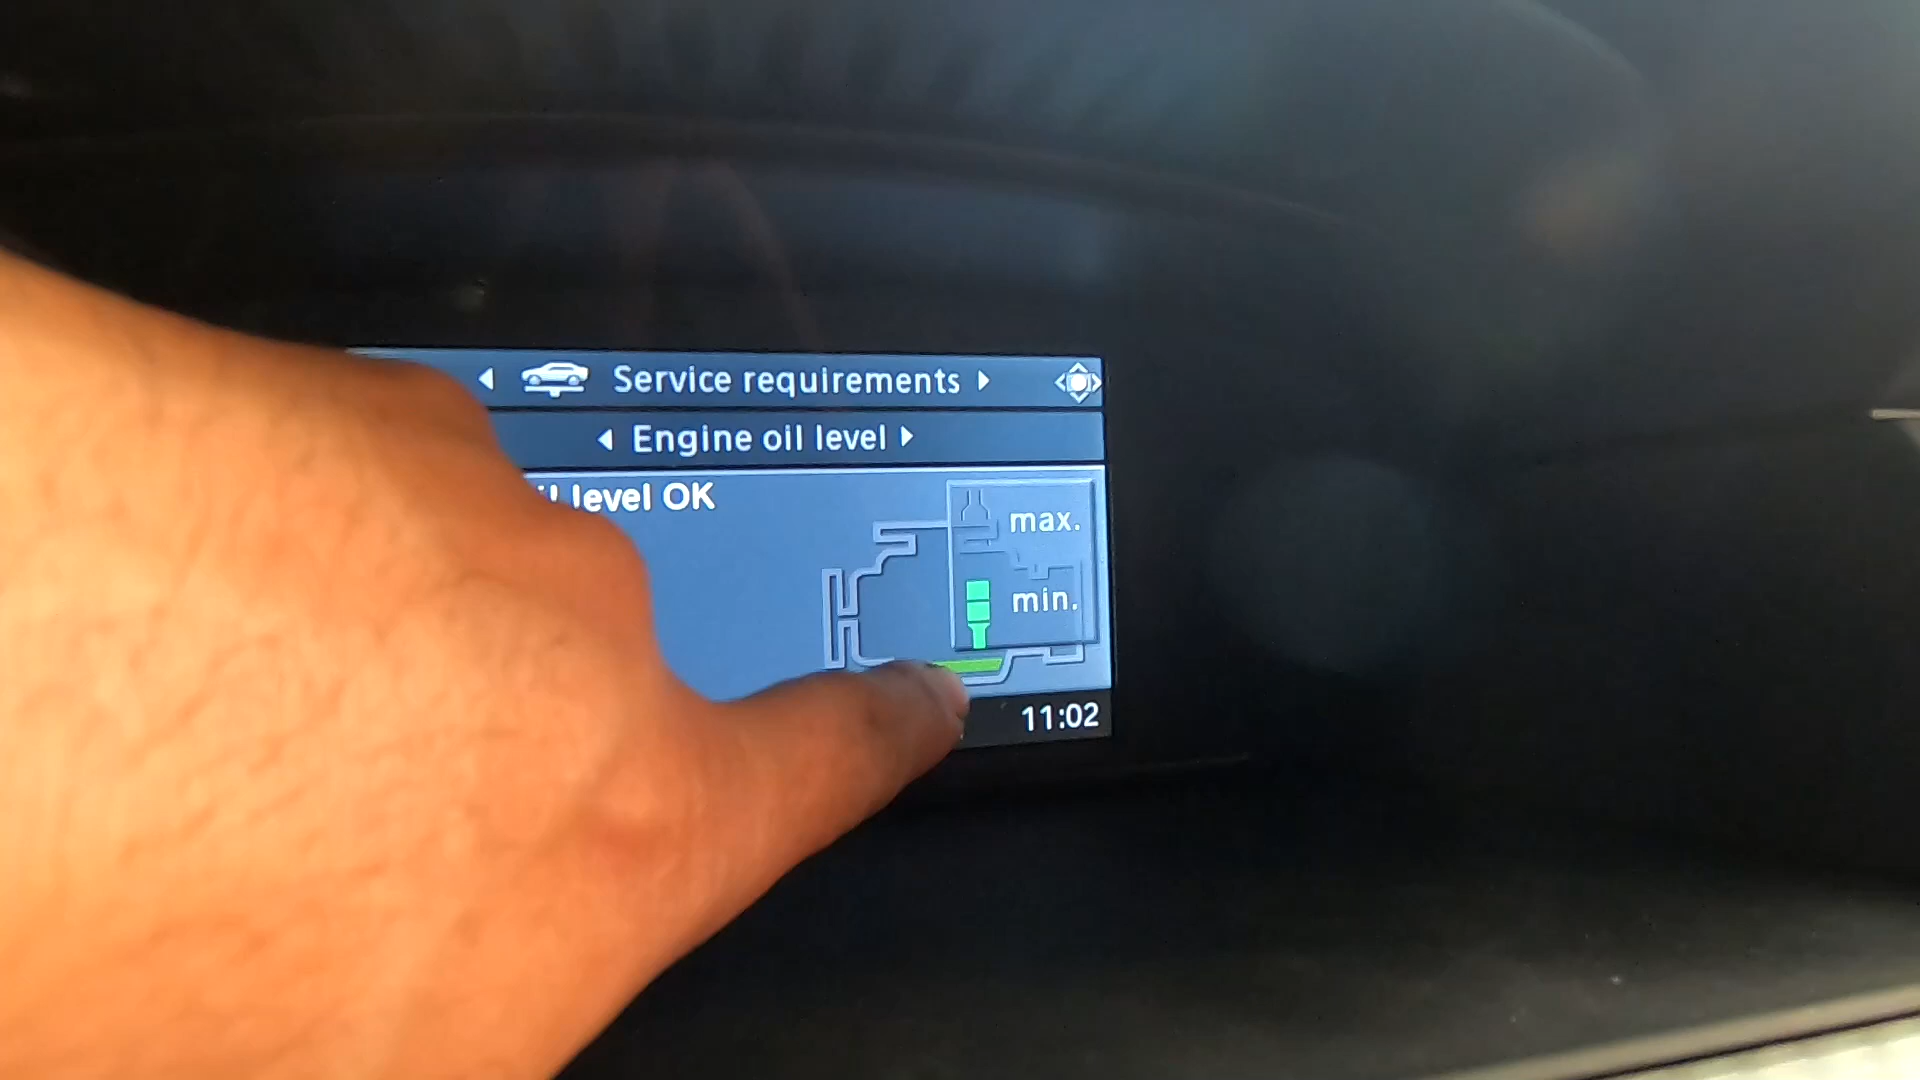 Service requirements
Engine oil level
level OK
max.
min.
11:02